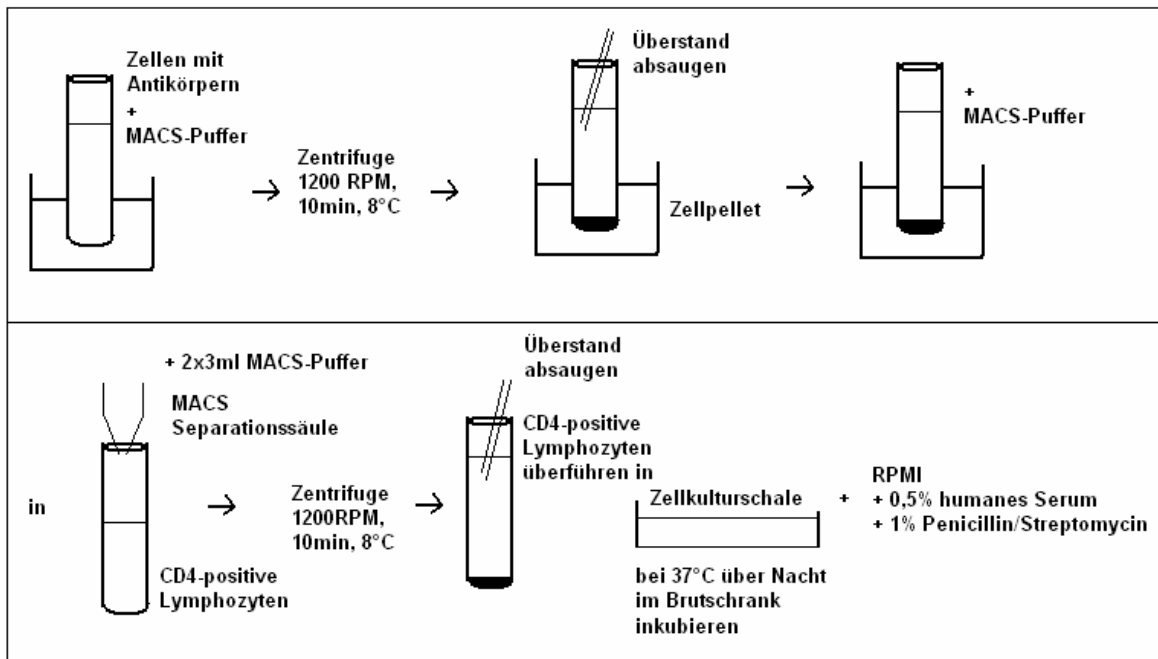 Zellen mit
Antikörpern
+
MACS-Puffer
Zentrifuge
1200 RPM,
10min, 8°C
Überstand
absaugen
Zellpellet
+
MACS-Puffer
in
+ 2x3ml MACS-Puffer
MACS
Separationssäule
CD4-positive
Lymphozyten
Zentrifuge
1200RPM,
10min, 8°C
Überstand
absaugen
CD4-positive
Lymphozyten
überführen in
Zellkulturschale
bei 37°C über Nacht
im Brutschrank
inkubieren
+
RPMI
+ 0,5% humanes Serum
+ 1% Penicillin/Streptomycin